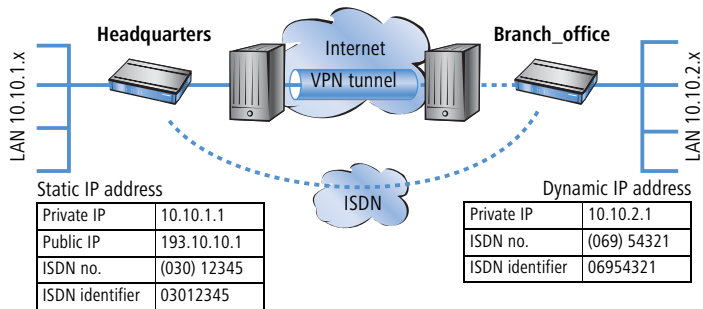 Headquarters
Internet
Branch_office
VPN tunnel
LAN 10.10.1.x
LAN 10.10.2.x
ISDN
Static IP address
Private IP 10.10.1.1
Public IP 193.10.10.1
ISDN no. (030) 12345
ISDN identifier 03012345
Dynamic IP address
Private IP 10.10.2.1
ISDN no. (069) 54321
ISDN identifier 06954321